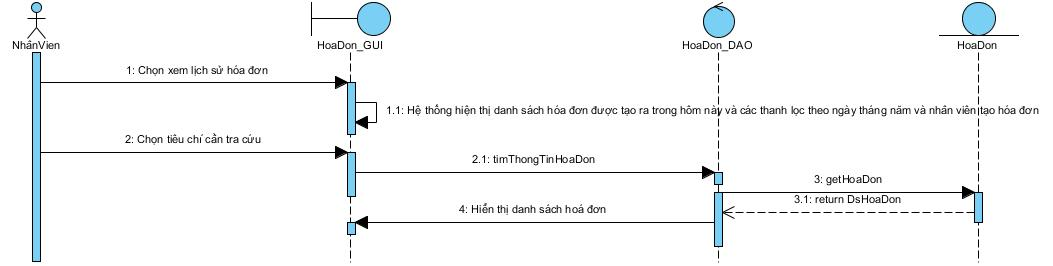 NhânVien
HoaDon_GUI
HoaDon_DAO
HoaDon
1: Chọn xem lịch sử hóa đơn
1.1: Hệ thống hiện thị danh sách hóa đơn được tạo ra trong hôm này và các thanh lọc theo ngày tháng năm và nhân viên tạo hóa đơn
2: Chọn tiêu chí cần tra cứu
2.1: timThongTinHoaDon
3: getHoaDon
3.1: return DsHoaDon
4: Hiển thị danh sách hoá đơn